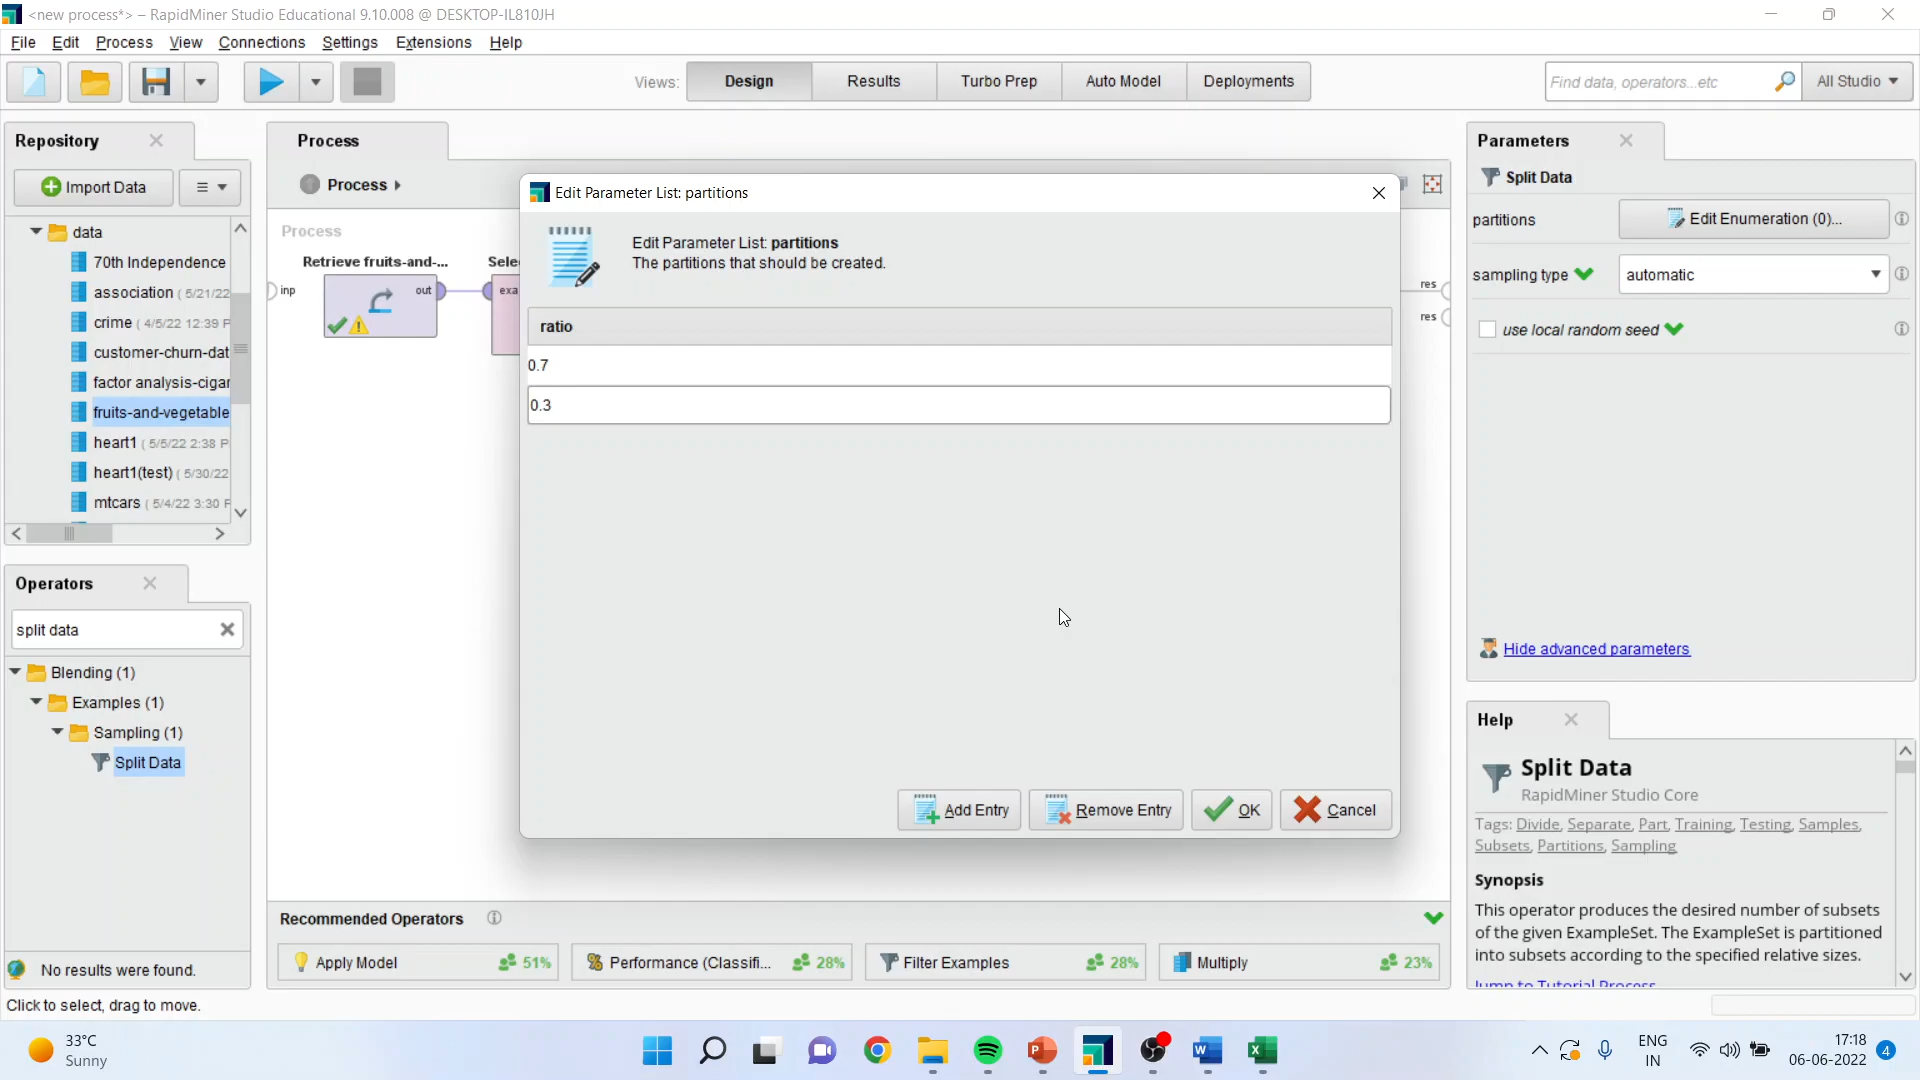 <new process*> – RapidMiner Studio Educational 9.10.008 @ DESKTOP-IL810JH
File Edit Process View Connections Settings Extensions Help
Views: Design Results Turbo Prep Auto Model Deployments
Find data, operators...etc
All Studio
Repository
Import Data
data
70th Independence
association ( 5/21/22
crime ( 4/5/22 12:39 P
customer-churn-dat
factor analysis-cigar
fruits-and-vegetable
heart1 ( 5/5/22 2:38 P
heart1(test) ( 5/30/22
mtcars ( 5/4/22 3:30 P
Operators
split data
Blending (1)
Examples (1)
Sampling (1)
Split Data
No results were found.
Click to select, drag to move.
Process
Process
Process
Retrieve fruits-and-...
inp
out
Sele
exa
res
res
Edit Parameter List: partitions
Edit Parameter List: partitions
The partitions that should be created.
ratio
0.7
0.3
Add Entry
Remove Entry
OK
Cancel
Recommended Operators
Apply Model 51%
Performance (Classifi... 28%
Filter Examples 28%
Multiply 23%
Parameters
Split Data
partitions
Edit Enumeration (0)...
sampling type
automatic
use local random seed
Hide advanced parameters
Help
Split Data
RapidMiner Studio Core
Tags: Divide, Separate, Part, Training, Testing, Samples,
Subsets, Partitions, Sampling
Synopsis
This operator produces the desired number of subsets
of the given ExampleSet. The ExampleSet is partitioned
into subsets according to the specified relative sizes.
Jump to Tutorial Process
33°C
Sunny
ENG
IN
17:18
06-06-2022
4